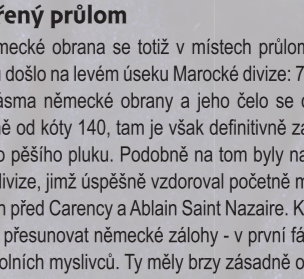 řený průlom
mecké obrana se totiž v místech průlom
došlo na levém úseku Marocké divize: 7
ásma německé obrany a jeho čelo se
ě od kóty 140, tam je však definitivně za
o pěšího pluku. Podobně na tom byly na
divize, jimž úspěšně vzdoroval početně m
před Carency a Ablain Saint Nazaire. K
přesunovat německé zálohy - v první fá
olních myslivců. Ty měly brzy zásadně